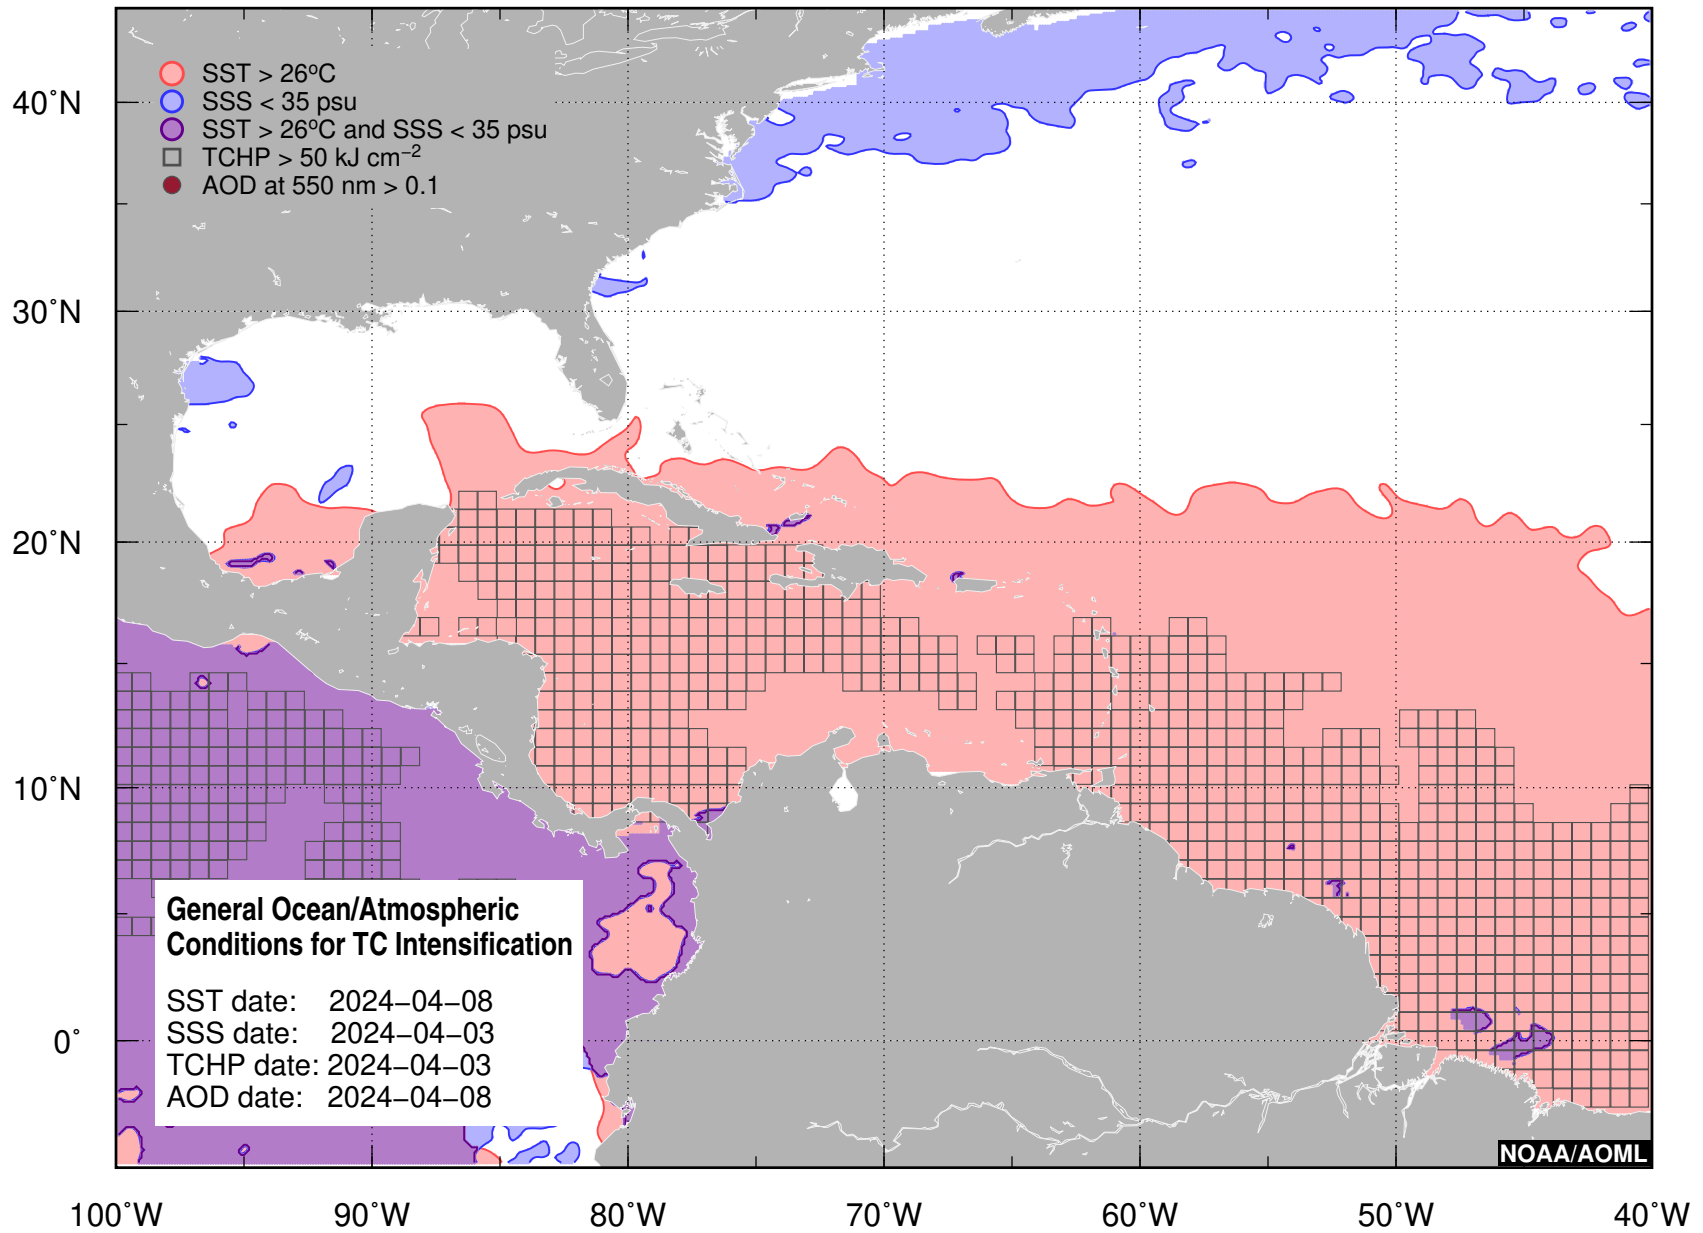 SST > 26°C
SSS < 35 psu
SST > 26°C and SSS < 35 psu
TCHP > 50 kJ cm⁻²
AOD at 550 nm > 0.1
40°N
30°N
20°N
10°N
0°
General Ocean/Atmospheric
Conditions for TC Intensification
SST date: 2024-04-08
SSS date: 2024-04-03
TCHP date: 2024-04-03
AOD date: 2024-04-08
NOAA/AOML
100°W 90°W 80°W 70°W 60°W 50°W 40°W